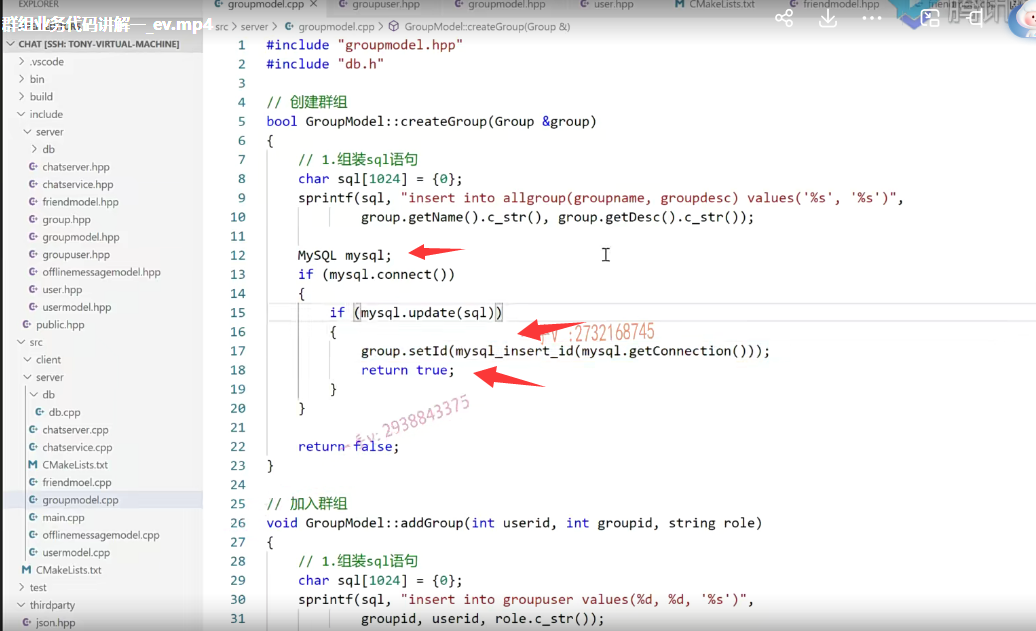 EXPLORER
groupmodel.cpp
groupuser.hpp
groupmodel.hpp
user.hpp
CMakeLists.txt
friendmodel.hpp
群组业务代码讲解一_ev.mp4
src > server > groupmodel.cpp > GroupModel::createGroup(Group &)
CHAT [SSH: TONY-VIRTUAL-MACHINE]
.vscode
bin
build
include
server
db
chatserver.hpp
chatservice.hpp
friendmodel.hpp
group.hpp
groupmodel.hpp
groupuser.hpp
offlinemessagemodel.hpp
user.hpp
usermodel.hpp
public.hpp
src
client
server
db
db.cpp
chatserver.cpp
chatservice.cpp
CMakeLists.txt
friendmoel.cpp
groupmodel.cpp
main.cpp
offlinemessagemodel.cpp
usermodel.cpp
CMakeLists.txt
test
thirdparty
json.hpp
1 #include "groupmodel.hpp"
2 #include "db.h"
3
4 // 创建群组
5 bool GroupModel::createGroup(Group &group)
6 {
7 // 1.组装sql语句
8 char sql[1024] = {0};
9 sprintf(sql, "insert into allgroup(groupname, groupdesc) values('%s', '%s')",
10 group.getName().c_str(), group.getDesc().c_str());
11
12 MySQL mysql;
13 if (mysql.connect())
14 {
15 if (mysql.update(sql))
16 {
17 group.setId(mysql_insert_id(mysql.getConnection()));
18 return true;
19 }
20 }
21
22 return false;
23 }
24
25 // 加入群组
26 void GroupModel::addGroup(int userid, int groupid, string role)
27 {
28 // 1.组装sql语句
29 char sql[1024] = {0};
30 sprintf(sql, "insert into groupuser values(%d, %d, '%s')",
31 groupid, userid, role.c_str());
+v :2732168745
+v: 2938843375